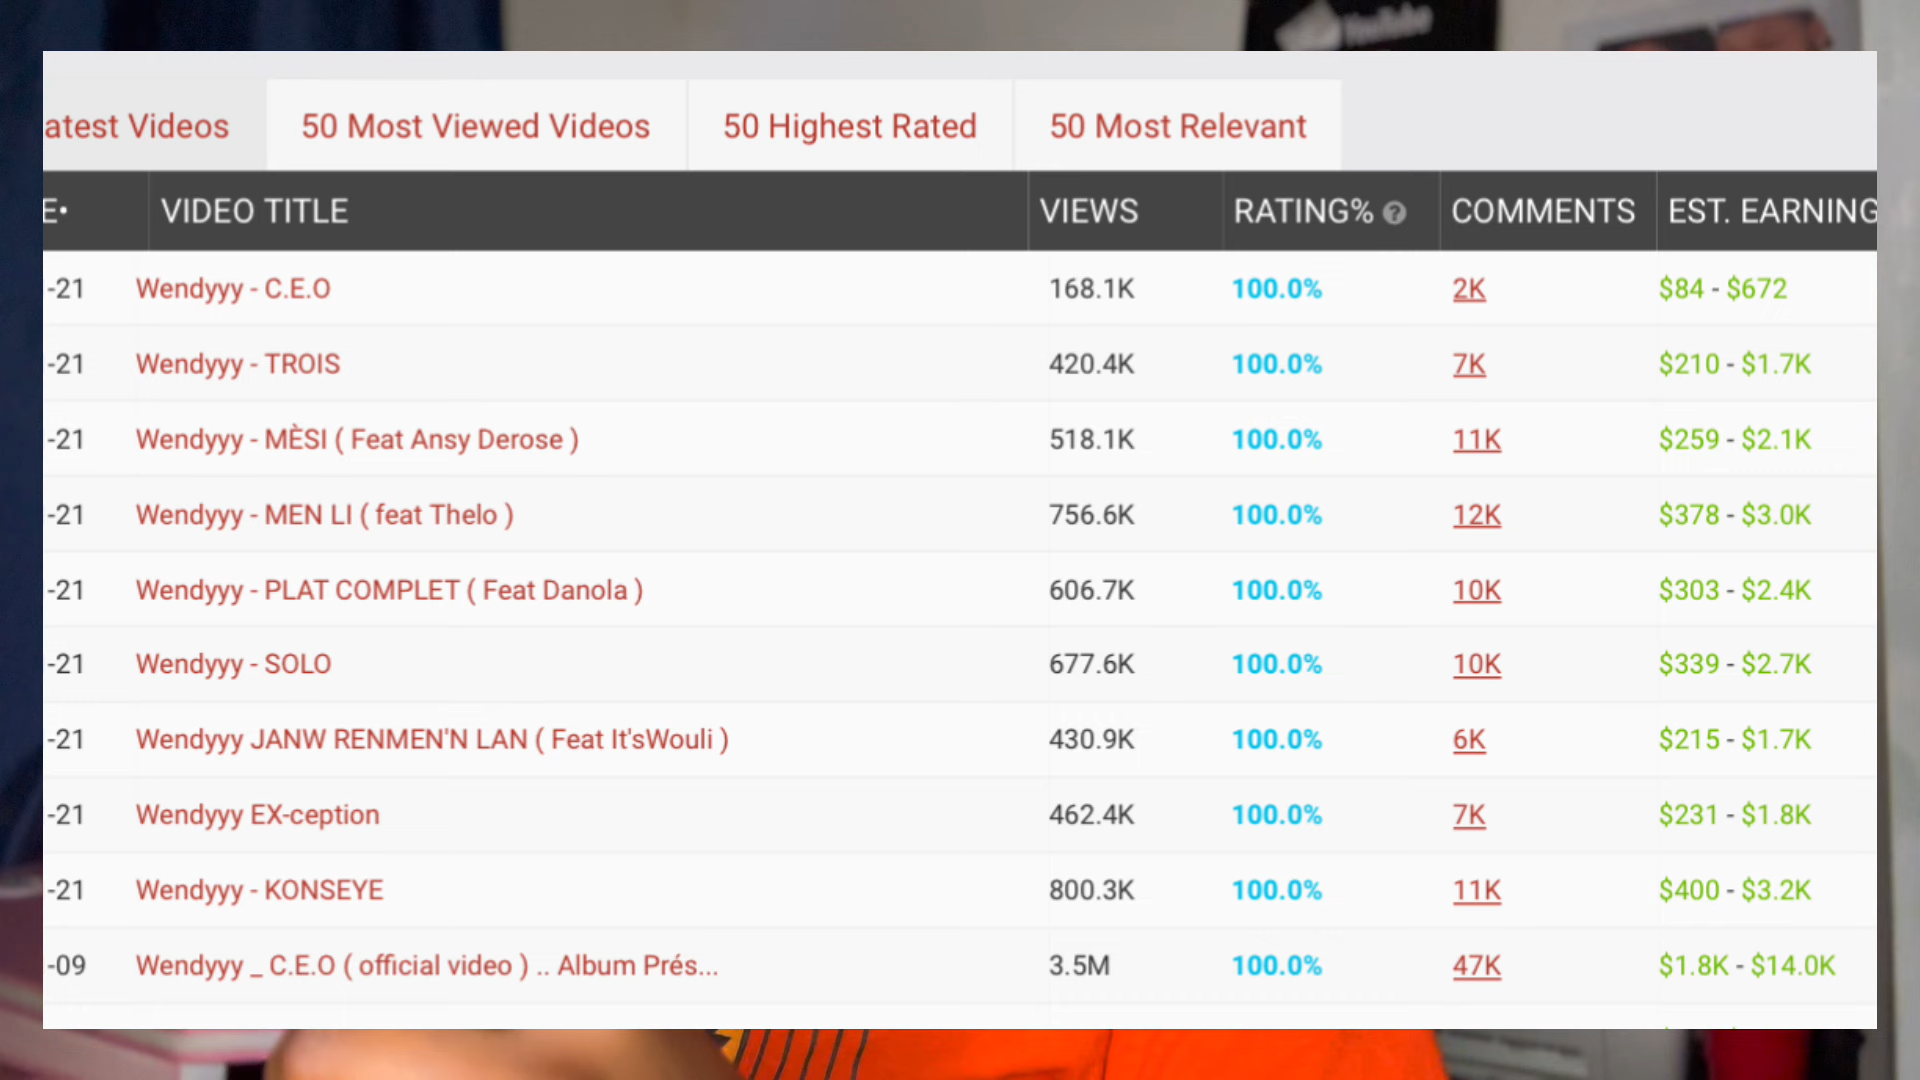 YouTube
atest Videos 50 Most Viewed Videos 50 Highest Rated 50 Most Relevant
E• VIDEO TITLE VIEWS RATING% ? COMMENTS EST. EARNING
-21 Wendyyy - C.E.O 168.1K 100.0% 2K $84 - $672
-21 Wendyyy - TROIS 420.4K 100.0% 7K $210 - $1.7K
-21 Wendyyy - MÈSI ( Feat Ansy Derose ) 518.1K 100.0% 11K $259 - $2.1K
-21 Wendyyy - MEN LI ( feat Thelo ) 756.6K 100.0% 12K $378 - $3.0K
-21 Wendyyy - PLAT COMPLET ( Feat Danola ) 606.7K 100.0% 10K $303 - $2.4K
-21 Wendyyy - SOLO 677.6K 100.0% 10K $339 - $2.7K
-21 Wendyyy JANW RENMEN'N LAN ( Feat It'sWouli ) 430.9K 100.0% 6K $215 - $1.7K
-21 Wendyyy EX-ception 462.4K 100.0% 7K $231 - $1.8K
-21 Wendyyy - KONSEYE 800.3K 100.0% 11K $400 - $3.2K
-09 Wendyyy _ C.E.O ( official video ) .. Album Prés... 3.5M 100.0% 47K $1.8K - $14.0K